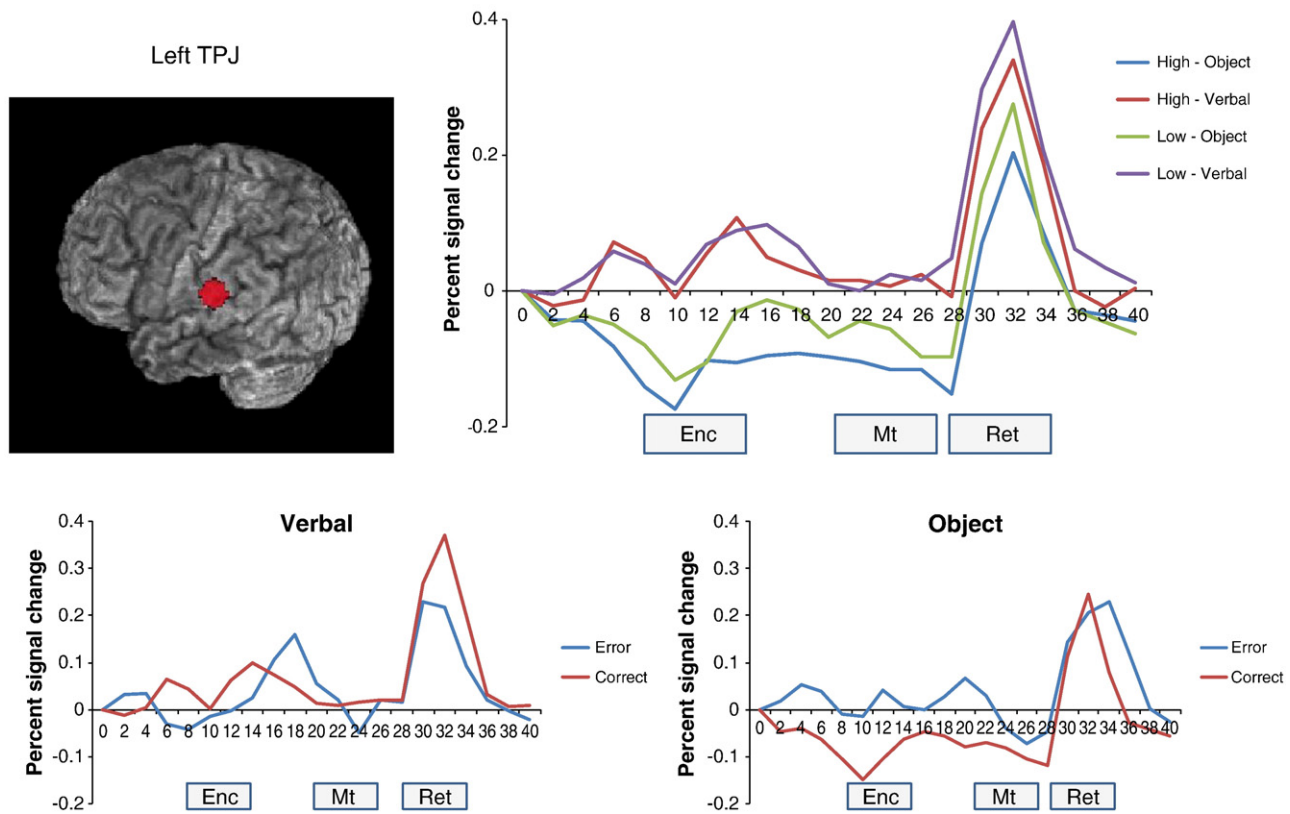 Left TPJ
Percent signal change
0.4
0.2
0
-0.2
0 2 4 6 8 10 12 14 16 18 20 22 24 26 28 30 32 34 36 38 40
High - Object
High - Verbal
Low - Object
Low - Verbal
Enc Mt Ret
Verbal
Percent signal change
0.4
0.3
0.2
0.1
0
-0.1
-0.2
0 2 4 6 8 10 12 14 16 18 20 22 24 26 28 30 32 34 36 38 40
Error
Correct
Enc Mt Ret
Object
Percent signal change
0.4
0.3
0.2
0.1
0
-0.1
-0.2
0 2 4 6 8 10 12 14 16 18 20 22 24 26 28 30 32 34 36 38 40
Error
Correct
Enc Mt Ret